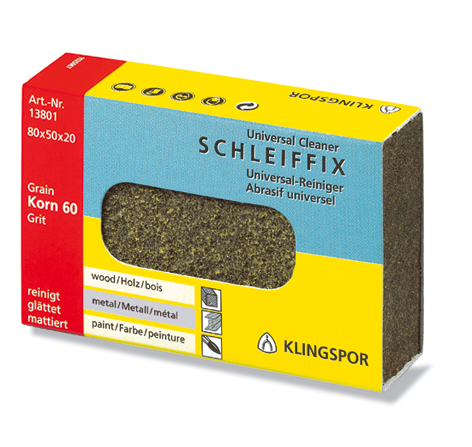 Art.-Nr.
13801
80x50x20
Grain
Korn 60
Grit
reinigt
glättet
mattiert
KLINGSPOR
Universal Cleaner
SCHLEIFFIX
Universal-Reiniger
Abrasif universel
wood/Holz/bois
metal/Metall/métal
paint/Farbe/peinture
KLINGSPOR